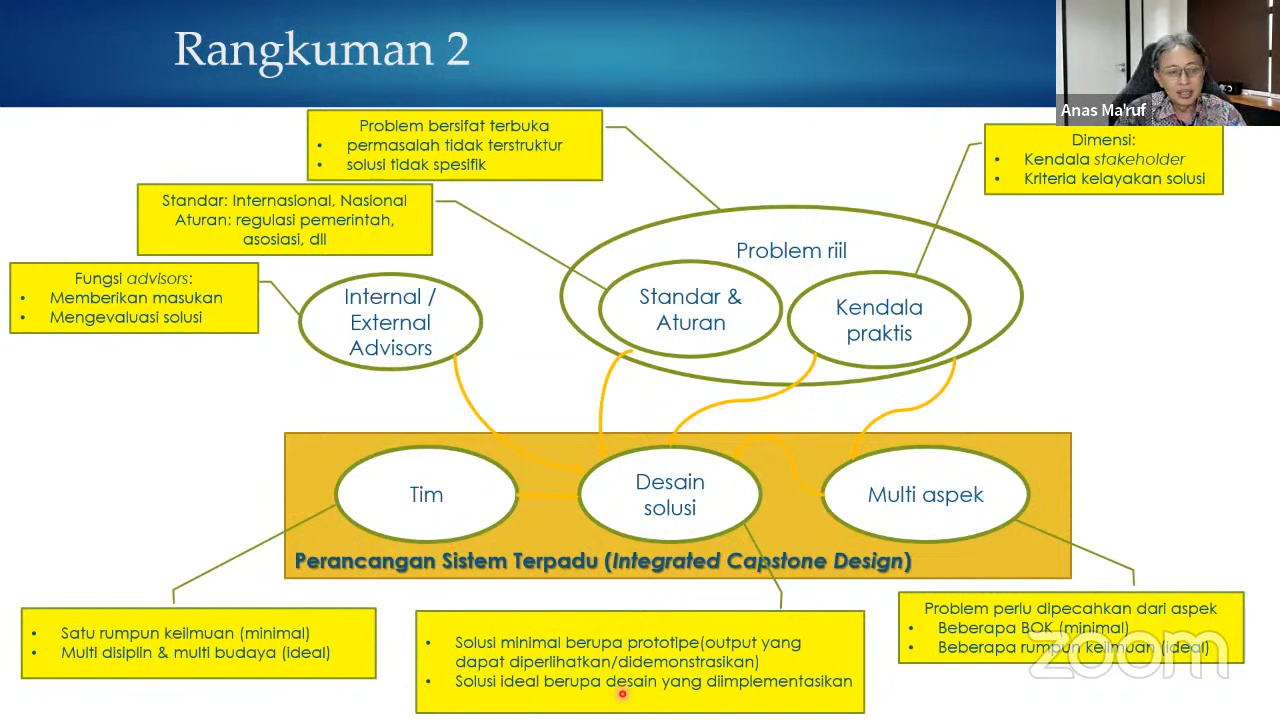 Rangkuman 2
Anas Ma'ruf
Problem bersifat terbuka
• permasalah tidak terstruktur
• solusi tidak spesifik
Dimensi:
• Kendala stakeholder
• Kriteria kelayakan solusi
Standar: Internasional, Nasional
Aturan: regulasi pemerintah,
asosiasi, dll
Fungsi advisors:
• Memberikan masukan
• Mengevaluasi solusi
Internal /
External
Advisors
Problem riil
Standar &
Aturan
Kendala
praktis
Tim
Desain
solusi
Multi aspek
Perancangan Sistem Terpadu (Integrated Capstone Design)
• Satu rumpun keilmuan (minimal)
• Multi disiplin & multi budaya (ideal)
• Solusi minimal berupa prototipe(output yang
dapat diperlihatkan/didemonstrasikan)
• Solusi ideal berupa desain yang diimplementasikan
Problem perlu dipecahkan dari aspek
• Beberapa BOK (minimal)
• Beberapa rumpun keilmuan (ideal)
zoom